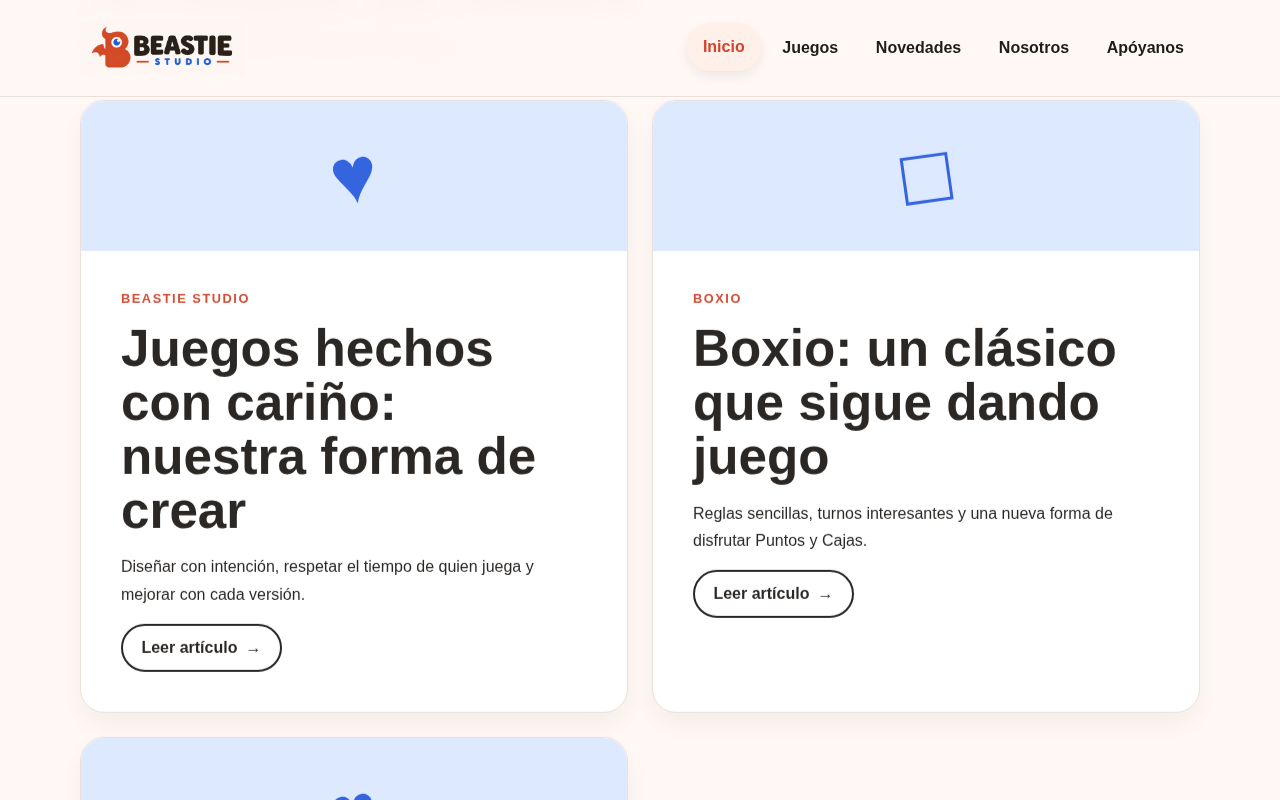 BEASTIE
STUDIO
Inicio
Juegos
Novedades
Nosotros
Apóyanos
BEASTIE STUDIO
Juegos hechos
con cariño:
nuestra forma de
crear
Diseñar con intención, respetar el tiempo de quien juega y
mejorar con cada versión.
Leer artículo →
BOXIO
Boxio: un clásico
que sigue dando
juego
Reglas sencillas, turnos interesantes y una nueva forma de
disfrutar Puntos y Cajas.
Leer artículo →